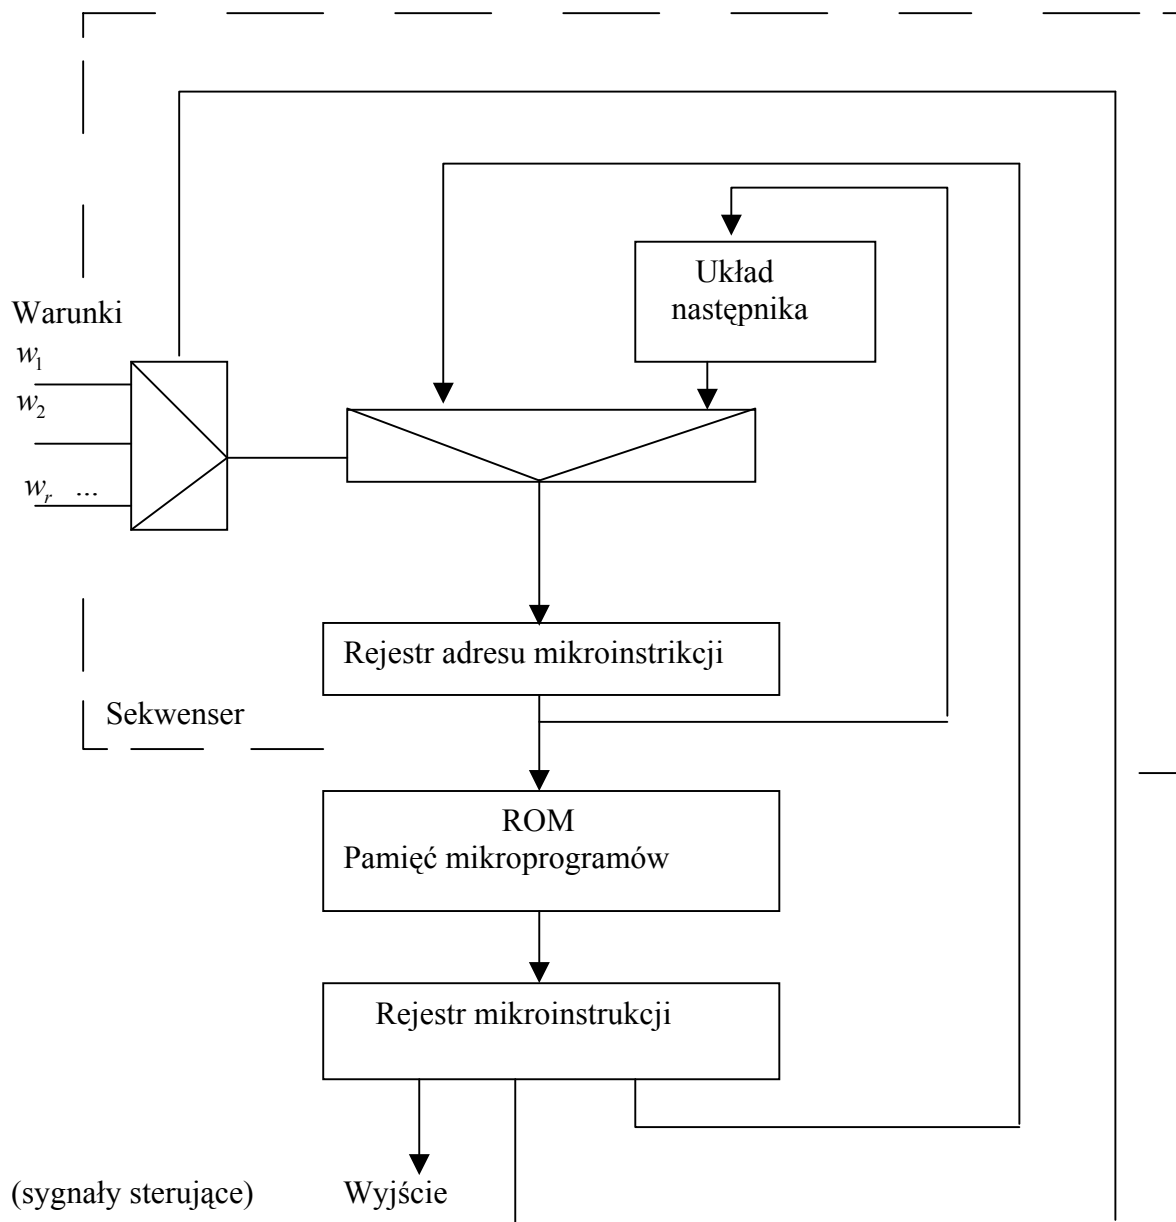 Układ
następnika
Warunki
w₁
w₂
wᵣ ...
Rejestr adresu mikroinstrikcji
Sekwenser
ROM
Pamięć mikroprogramów
Rejestr mikroinstrukcji
(sygnały sterujące) Wyjście